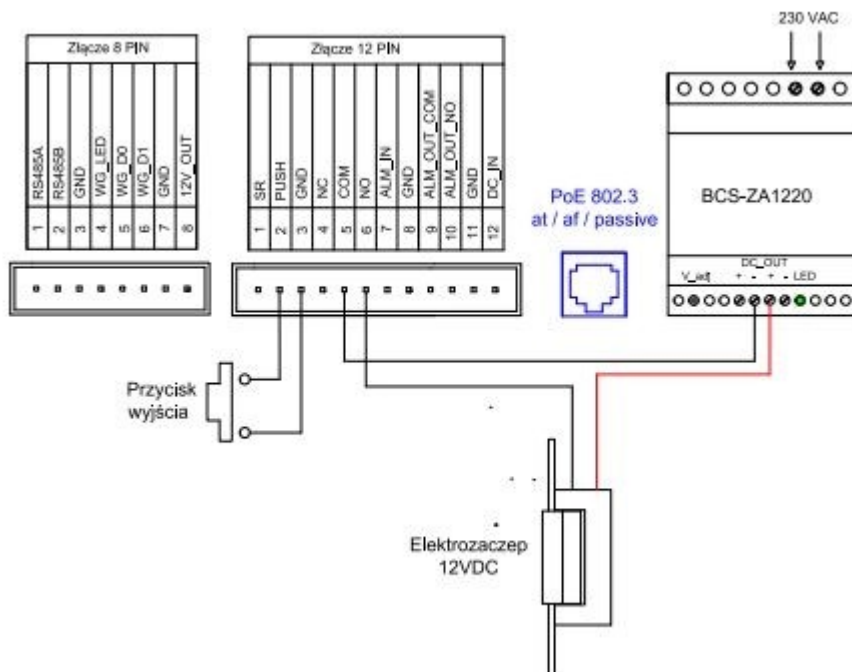 230 VAC
Złącze 8 PIN
RS485A
RS485B
GND
WG_LED
WG_D0
WG_D1
GND
12V_OUT
1 2 3 4 5 6 7 8
Złącze 12 PIN
SR
PUSH
GND
NC
COM
NO
ALM_IN
GND
ALM_OUT_COM
ALM_OUT_NO
GND
DC_IN
1 2 3 4 5 6 7 8 9 10 11 12
PoE 802.3
at / af / passive
BCS-ZA1220
DC_OUT
V_adj + - + - LED
Przycisk
wyjścia
Elektrozaczep
12VDC